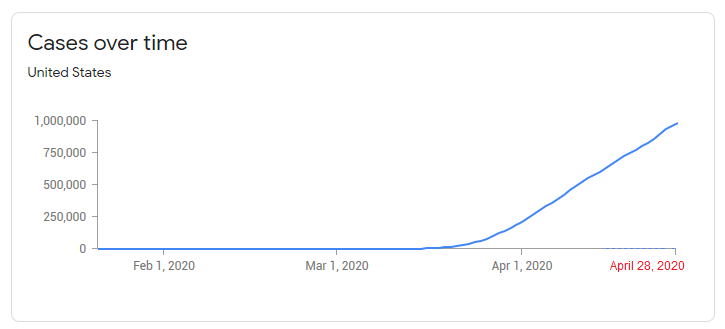 Cases over time
United States
1,000,000
750,000
500,000
250,000
0
Feb 1, 2020 Mar 1, 2020 Apr 1, 2020 April 28, 2020